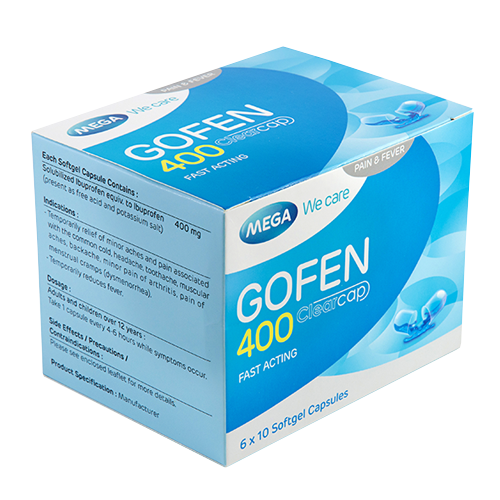 MEGA We care
PAIN & FEVER
GOFEN
400 Clearcap
FAST ACTING
Each Softgel Capsule Contains :
Solubilized Ibuprofen equiv. to Ibuprofen 400 mg
(present as free acid and potassium salt)
Indications :
- Temporarily relief of minor aches and pain associated
with the common cold, headache, toothache, muscular
aches, backache, minor pain of arthritis, pain of
menstrual cramps (dysmenorrhea).
- Temporarily reduces fever.
Dosage :
Adults and children over 12 years :
Take 1 capsule every 4-6 hours while symptoms occur.
Side Effects / Precautions /
Contraindications :
Please see enclosed leaflet for more details.
Product Specification : Manufacturer
PAIN & FEVER
MEGA We care
GOFEN
400 Clearcap
FAST ACTING
6 x 10 Softgel Capsules